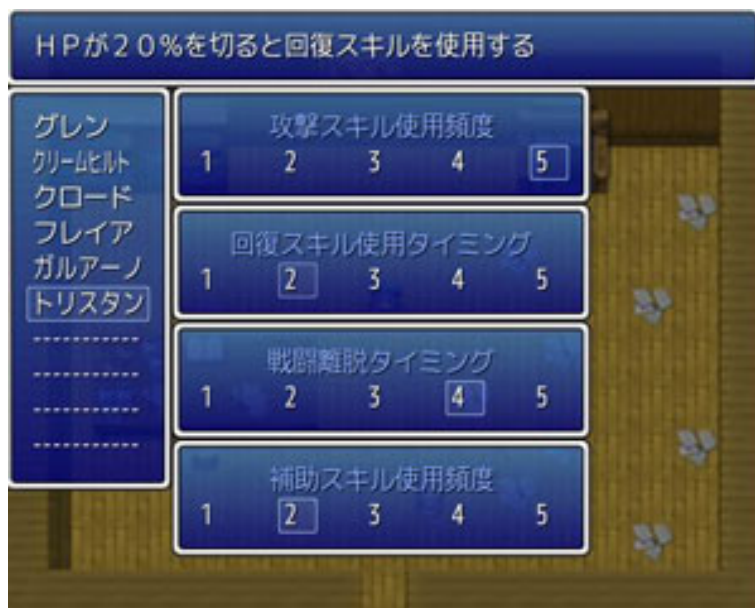 HPが20%を切ると回復スキルを使用する
グレン
クリームヒルト
クロード
フレイア
ガルアーノ
トリスタン
-----------
-----------
-----------
-----------
攻撃スキル使用頻度
1 2 3 4 5
回復スキル使用タイミング
1 2 3 4 5
戦闘離脱タイミング
1 2 3 4 5
補助スキル使用頻度
1 2 3 4 5